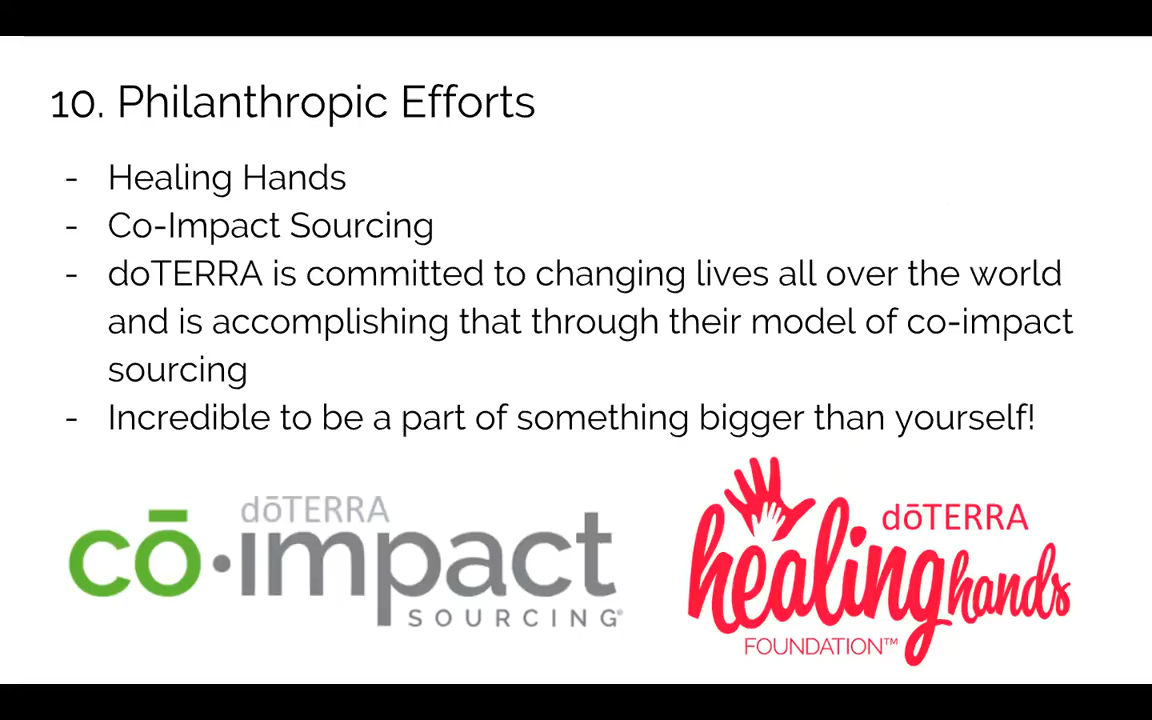 10. Philanthropic Efforts
- Healing Hands
- Co-Impact Sourcing
- doTERRA is committed to changing lives all over the world
and is accomplishing that through their model of co-impact
sourcing
- Incredible to be a part of something bigger than yourself!
dōTERRA
cō•impact
SOURCING®
dōTERRA
healing hands
FOUNDATION™